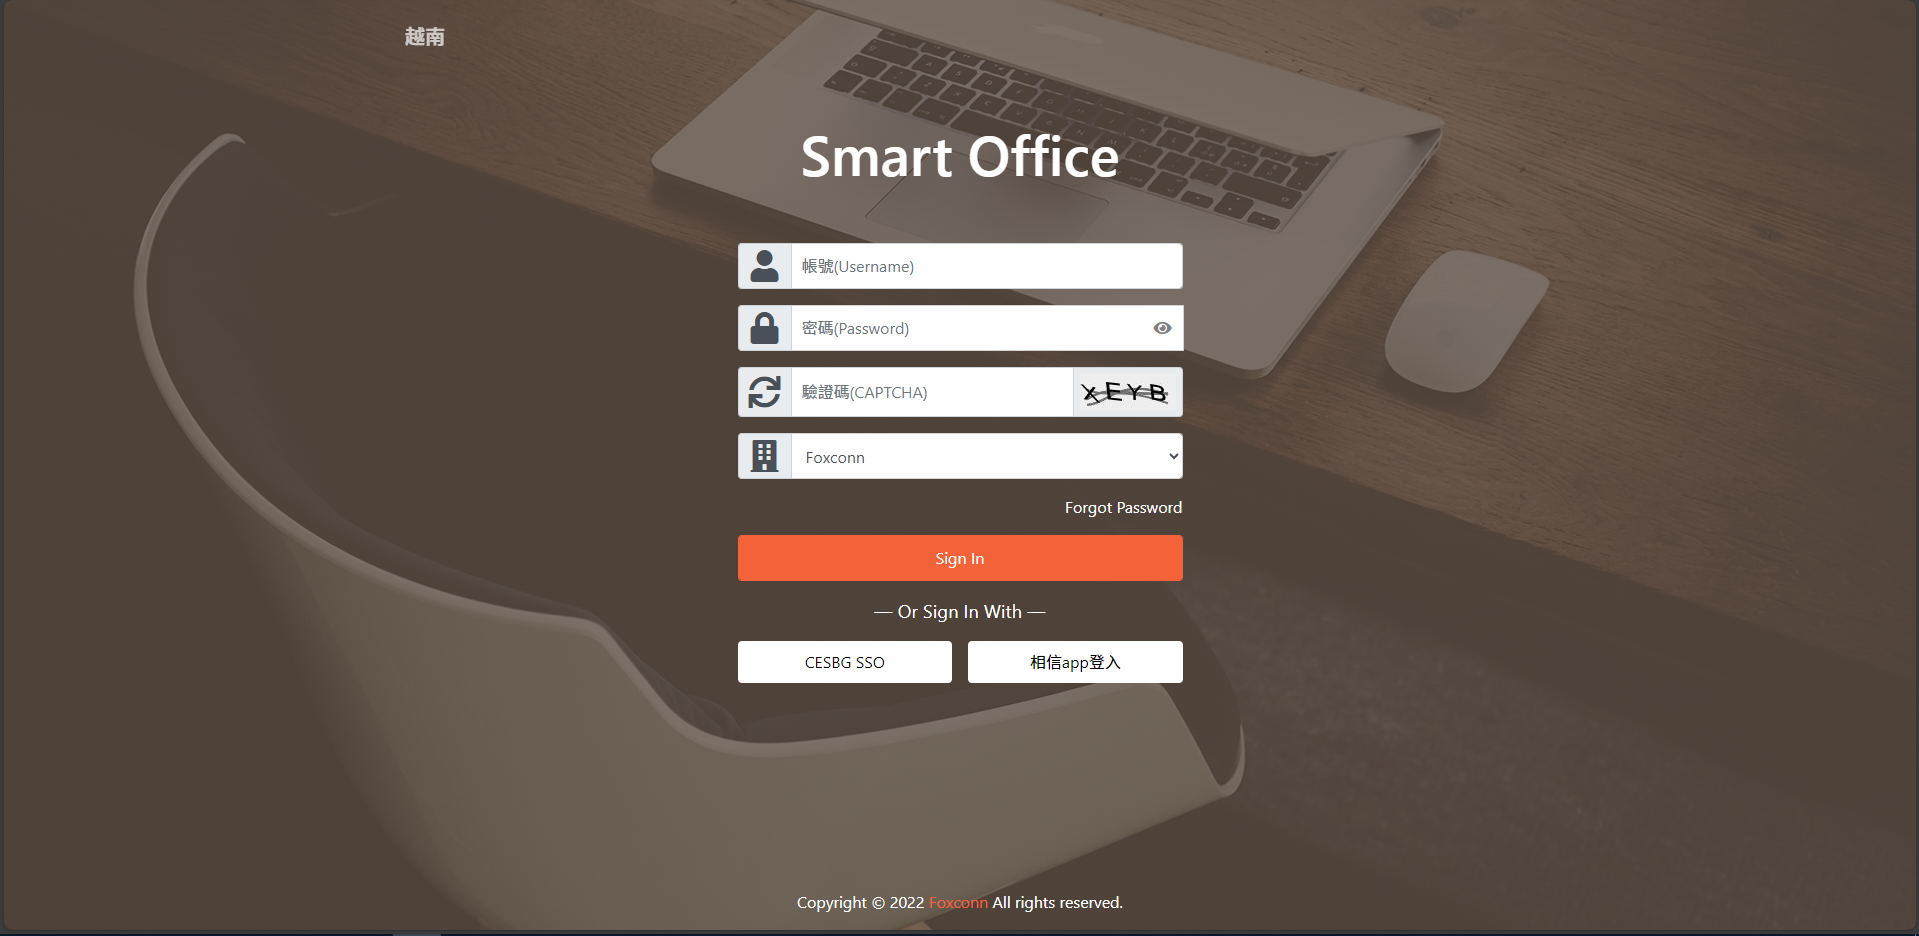 越南
Smart Office
帳號(Username)
密碼(Password)
驗證碼(CAPTCHA)
XEYB
Foxconn
Forgot Password
Sign In
— Or Sign In With —
CESBG SSO
相信app登入
Copyright © 2022 Foxconn All rights reserved.